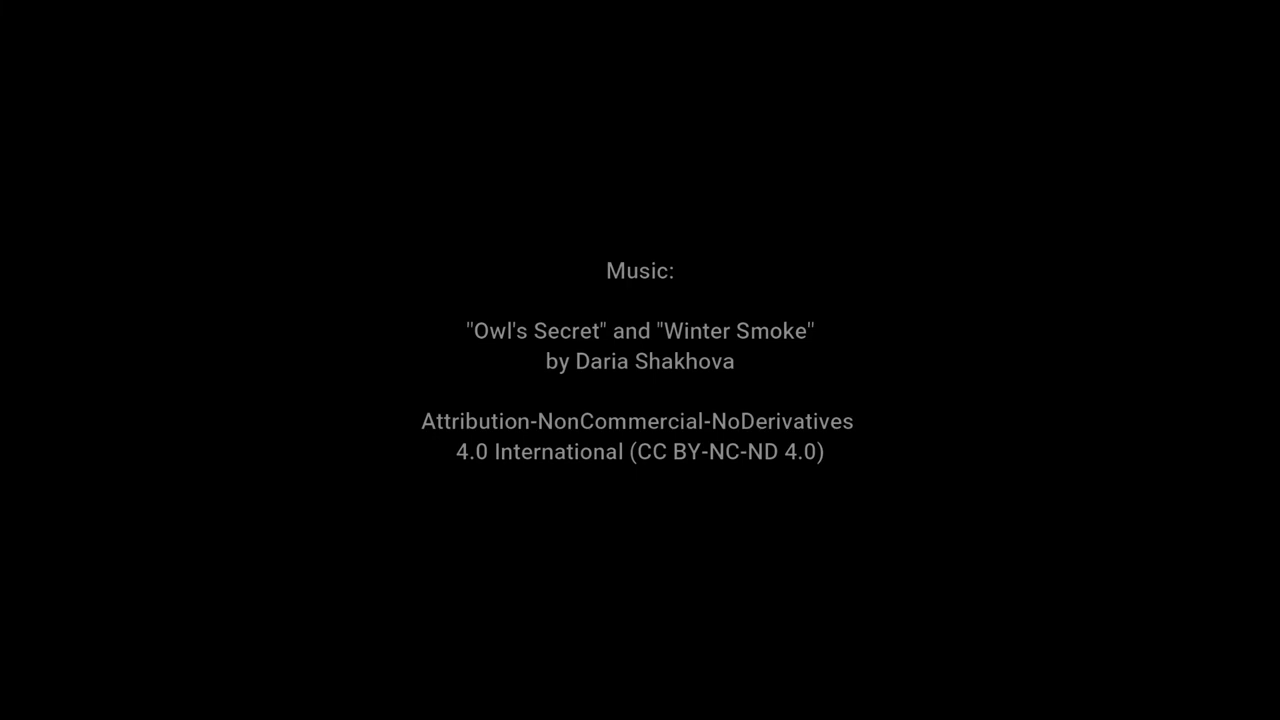 Music:
"Owl's Secret" and "Winter Smoke"
by Daria Shakhova
Attribution-NonCommercial-NoDerivatives
4.0 International (CC BY-NC-ND 4.0)